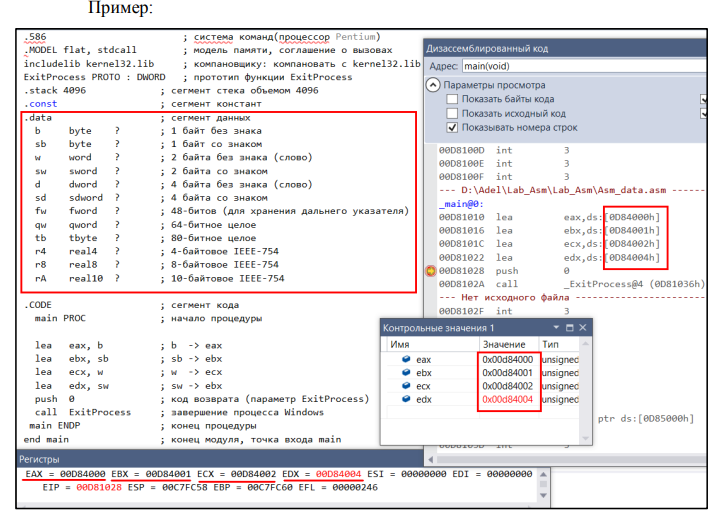 Пример:
.586 ; система команд(процессор Pentium)
.MODEL flat, stdcall ; модель памяти, соглашение о вызовах
includelib kernel32.lib ; компановщику: компановать с kernel32.lib
ExitProcess PROTO : DWORD ; прототип функции ExitProcess
.stack 4096 ; сегмент стека объемом 4096
.const ; сегмент констант
.data ; сегмент данных
b byte ? ; 1 байт без знака
sb byte ? ; 1 байт со знаком
w word ? ; 2 байта без знака (слово)
sw sword ? ; 2 байта со знаком
d dword ? ; 4 байта без знака (слово)
sd sdword ? ; 4 байта со знаком
fw fword ? ; 48-битов (для хранения дальнего указателя)
qw qword ? ; 64-битное целое
tb tbyte ? ; 80-битное целое
r4 real4 ? ; 4-байтовое IEEE-754
r8 real8 ? ; 8-байтовое IEEE-754
rA real10 ? ; 10-байтовое IEEE-754
.CODE ; сегмент кода
main PROC ; начало процедуры
lea eax, b ; b -> eax
lea ebx, sb ; sb -> ebx
lea ecx, w ; w -> ecx
lea edx, sw ; sw -> edx
push 0 ; код возврата (параметр ExitProcess)
call ExitProcess ; завершение процесса Windows
main ENDP ; конец процедуры
end main ; конец модуля, точка входа main
Дизассемблированный код
Адрес: main(void)
Параметры просмотра
Показать байты кода
Показать исходный код
Показывать номера строк
00D8100D int 3
00D8100E int 3
00D8100F int 3
--- D:\Adel\Lab_Asm\Lab_Asm\Asm_data.asm ------
_main@0:
00D81010 lea eax,ds:[0D84000h]
00D81016 lea ebx,ds:[0D84001h]
00D8101C lea ecx,ds:[0D84002h]
00D81022 lea edx,ds:[0D84004h]
00D81028 push 0
00D8102A call _ExitProcess@4 (0D81036h)
--- Нет исходного файла ----------------
00D8102F int 3
ptr ds:[0D85000h]
Контрольные значения 1
Имя Значение Тип
eax 0x00d84000 unsigned
ebx 0x00d84001 unsigned
ecx 0x00d84002 unsigned
edx 0x00d84004 unsigned
Регистры
EAX = 00D84000 EBX = 00D84001 ECX = 00D84002 EDX = 00D84004 ESI = 00000000 EDI = 00000000
EIP = 00D81028 ESP = 00C7FC58 EBP = 00C7FC60 EFL = 00000246